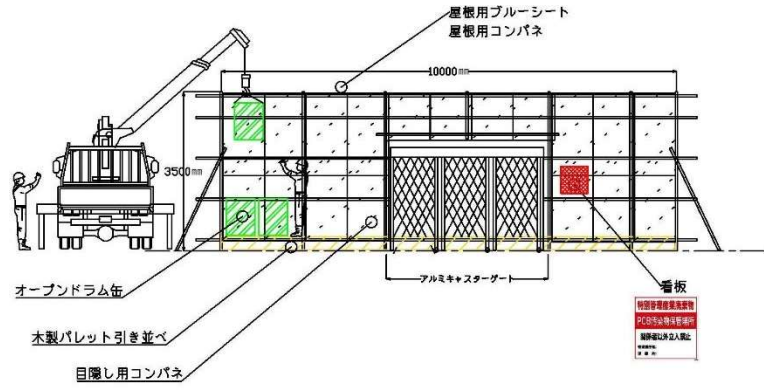 屋根用ブルーシート
屋根用コンパネ
10000mm
3500mm
オープンドラム缶
アルミキャスターゲート
看板
木製パレット引き並べ
目隠し用コンパネ
特別管理産業廃棄物
PCB汚染物保管場所
関係者以外立入禁止